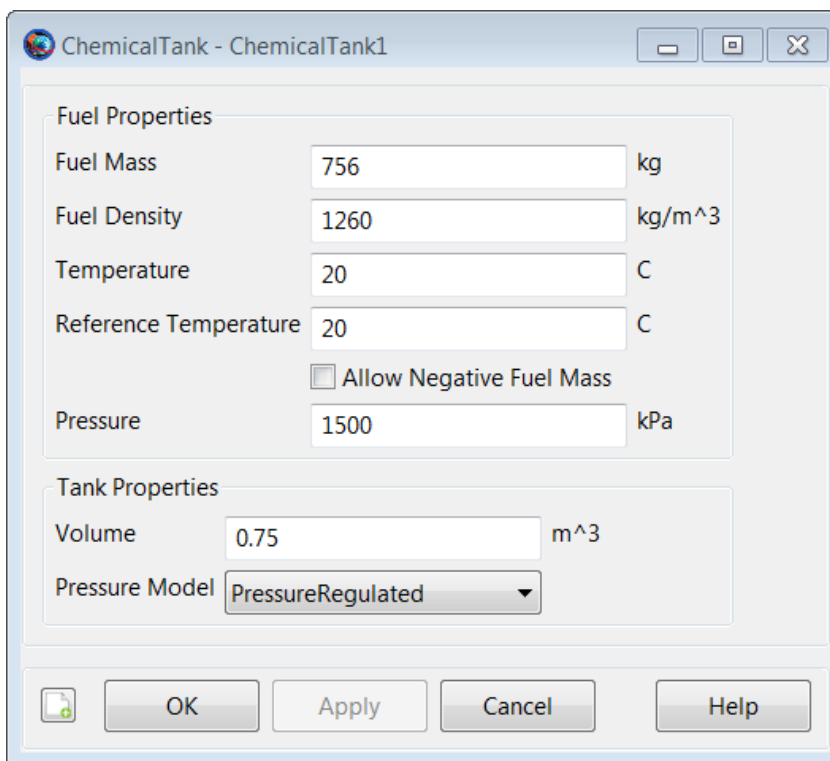 ChemicalTank - ChemicalTank1
Fuel Properties
Fuel Mass 756 kg
Fuel Density 1260 kg/m^3
Temperature 20 C
Reference Temperature 20 C
Allow Negative Fuel Mass
Pressure 1500 kPa
Tank Properties
Volume 0.75 m^3
Pressure Model PressureRegulated
OK Apply Cancel Help